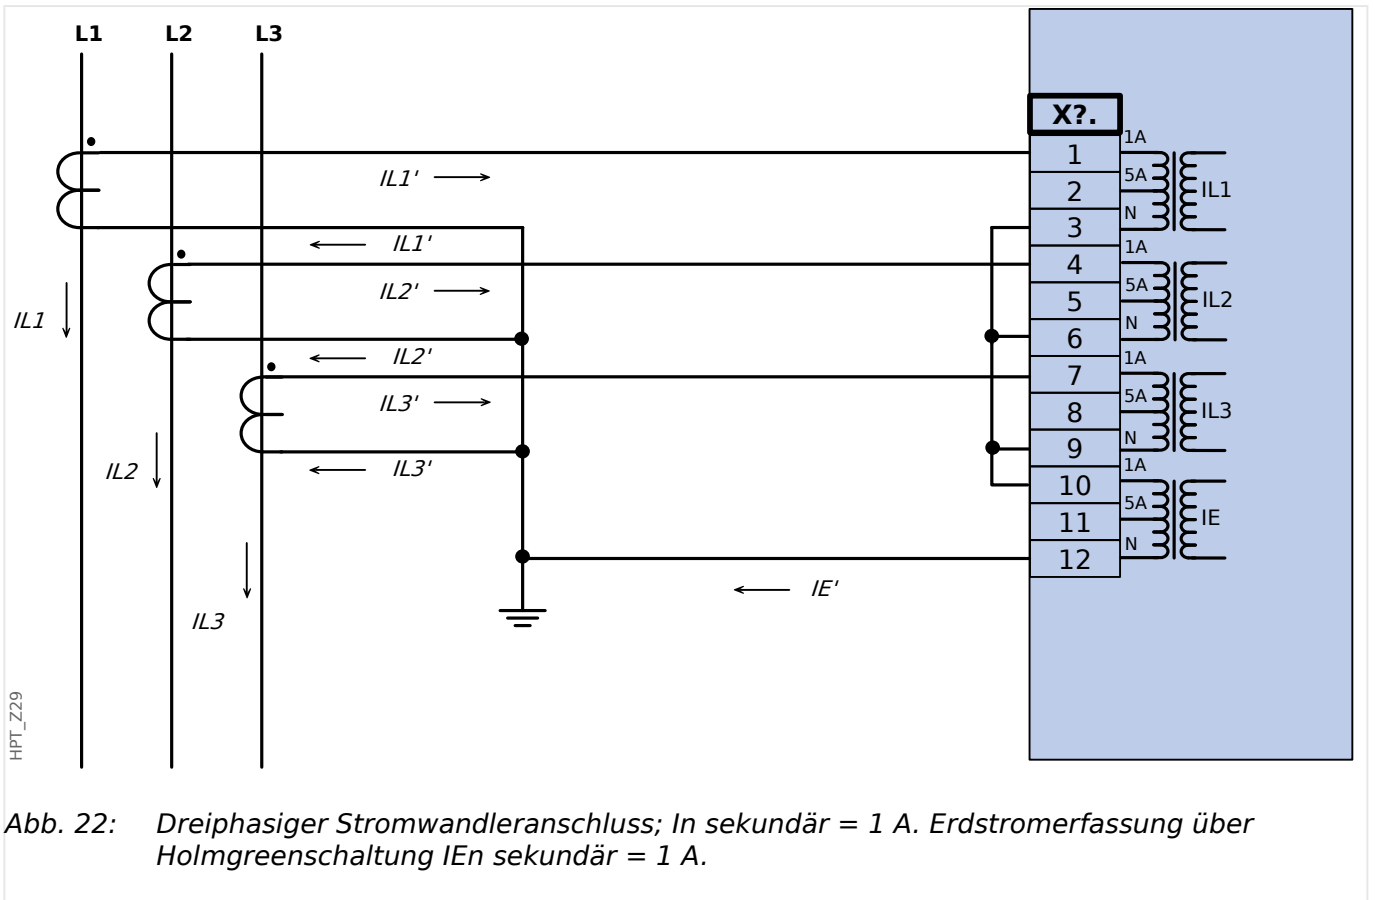 L1 L2 L3
X?.
1
2
3
4
5
6
7
8
9
10
11
12
1A
5A
N
IL1
1A
5A
N
IL2
1A
5A
N
IL3
1A
5A
N
IE
IL1'
IL1'
IL2'
IL2'
IL3'
IL3'
IE'
IL1
IL2
IL3
HPT_Z29
Abb. 22: Dreiphasiger Stromwandleranschluss; In sekundär = 1 A. Erdstromerfassung über
Holmgreenschaltung IEn sekundär = 1 A.